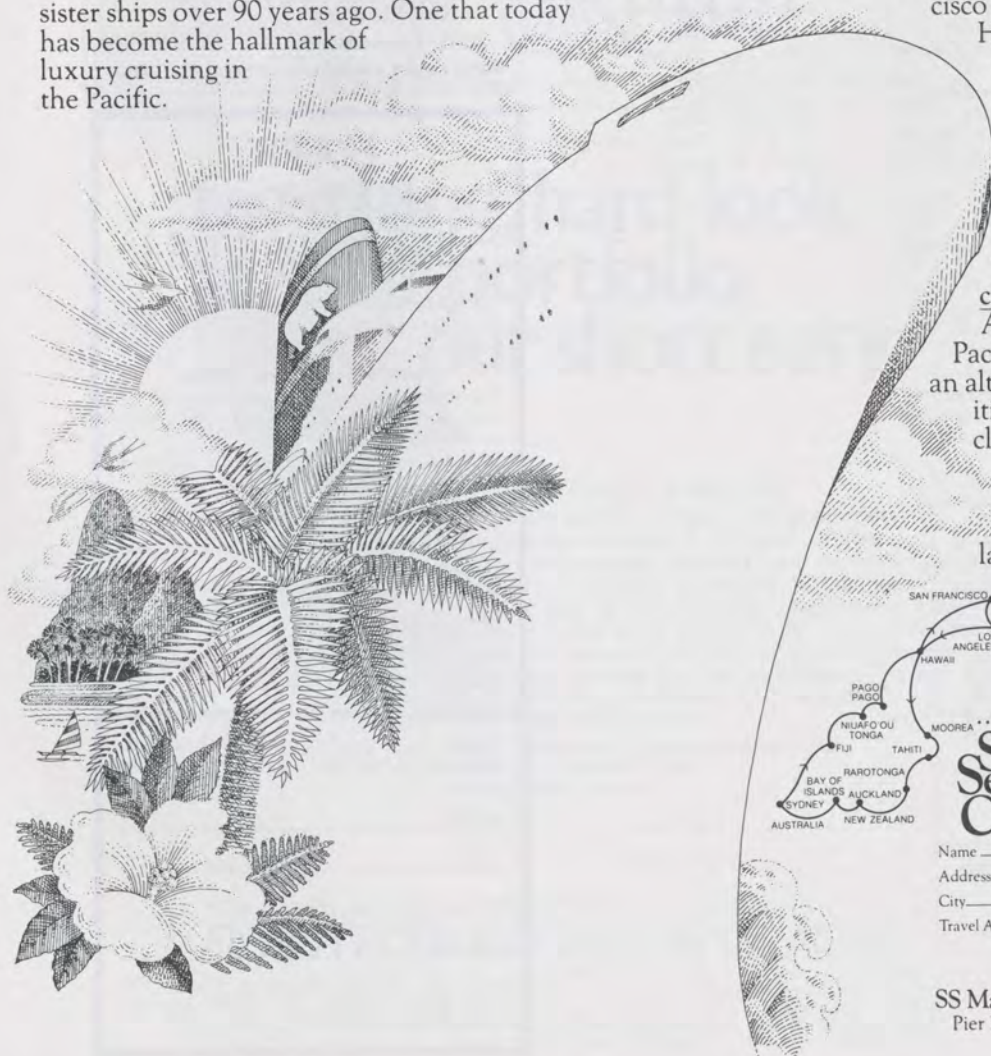 sister ships over 90 years ago. One that today
has become the hallmark of
luxury cruising in
the Pacific.
cisco
H
c
A
Pac
an alt
it
cl
la
SAN FRANCISCO
LO
ANGELE
HAWAII
PAGO
PAGO
NIUAFO'OU
TONGA
MOOREA
FIJI
TAHITI
RAROTONGA
BAY OF
ISLANDS
AUCKLAND
SYDNEY
AUSTRALIA
NEW ZEALAND
S
Se
C
Name
Address
City
Travel A
SS Ma
Pier